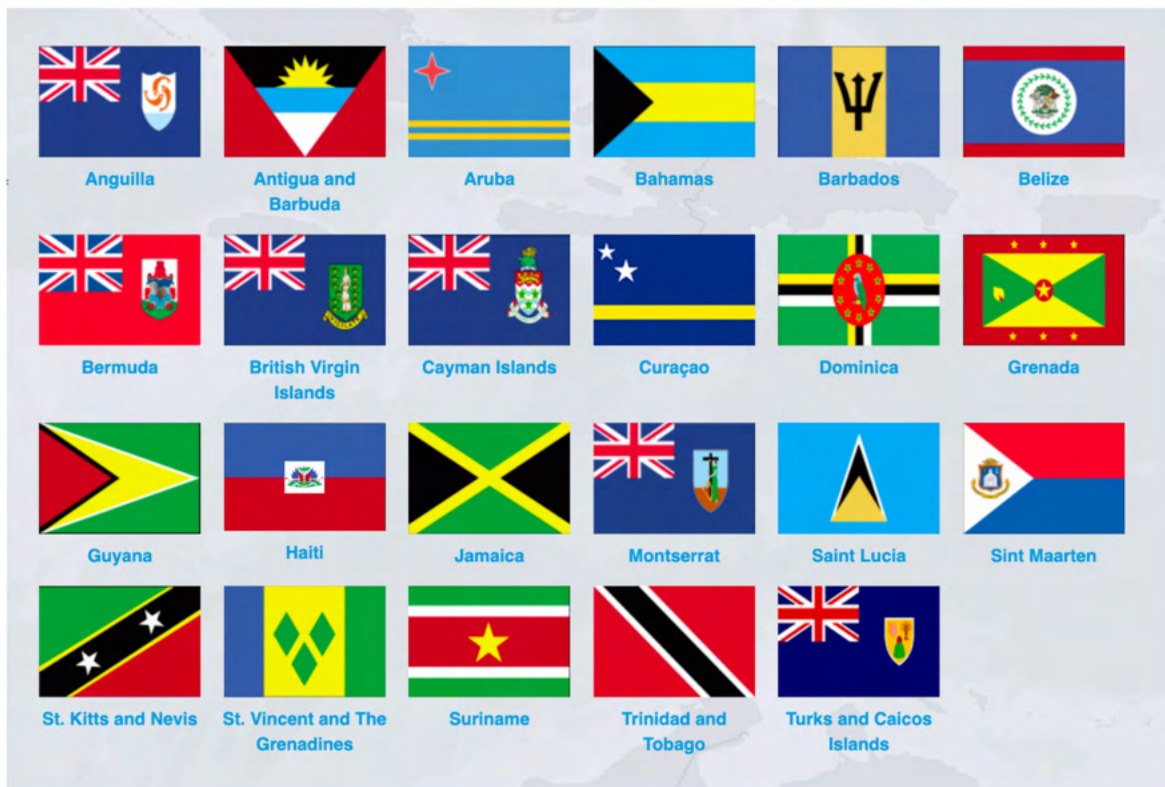 Anguilla
Antigua and
Barbuda
Aruba
Bahamas
Barbados
Belize
Bermuda
British Virgin
Islands
Cayman Islands
Curaçao
Dominica
Grenada
Guyana
Haiti
Jamaica
Montserrat
Saint Lucia
Sint Maarten
St. Kitts and Nevis
St. Vincent and The
Grenadines
Suriname
Trinidad and
Tobago
Turks and Caicos
Islands